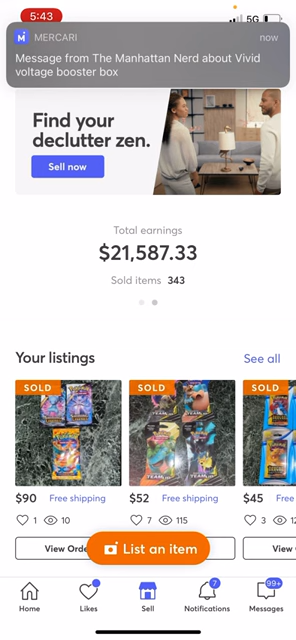 5:43
5G
MERCARI
now
Message from The Manhattan Nerd about Vivid
voltage booster box
Find your
declutter zen.
Sell now
Total earnings
$21,587.33
Sold items 343
Your listings
See all
SOLD
SOLD
SOLD
$90 Free shipping
$52 Free shipping
$45 Free
1 10
7 115
3 12
View Orde
View
List an item
7
99+
Home
Likes
Sell
Notifications
Messages